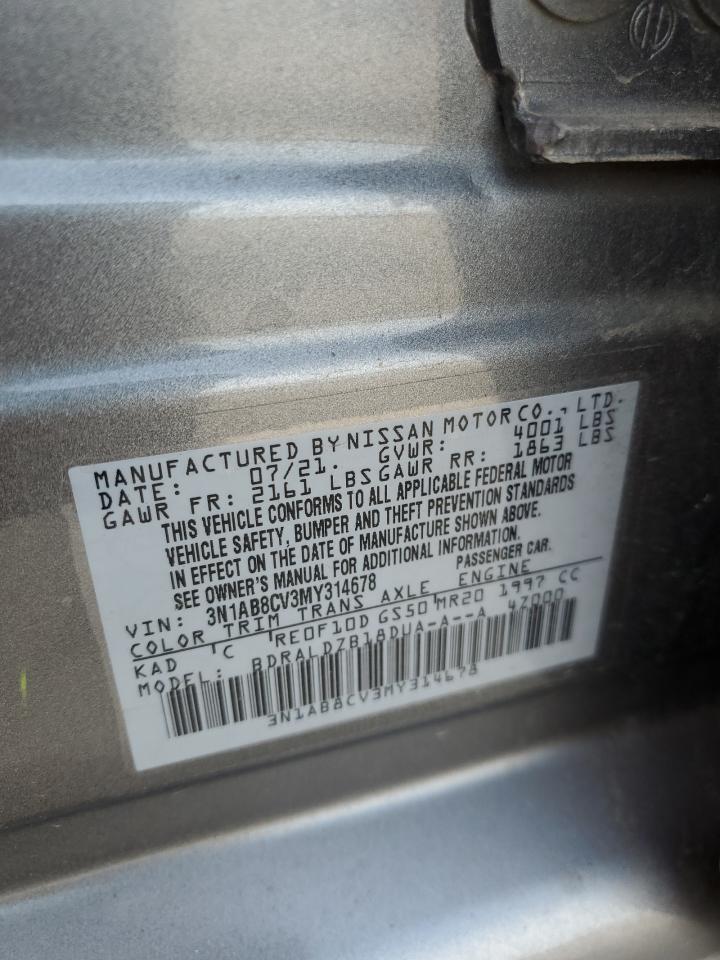 MANUFACTURED BY NISSAN MOTOR CO., LTD.
DATE: 07/21. GVWR: 4001 LBS
GAWR FR: 2161 LBS GAWR RR: 1863 LBS
THIS VEHICLE CONFORMS TO ALL APPLICABLE FEDERAL MOTOR
VEHICLE SAFETY, BUMPER AND THEFT PREVENTION STANDARDS
IN EFFECT ON THE DATE OF MANUFACTURE SHOWN ABOVE.
SEE OWNER'S MANUAL FOR ADDITIONAL INFORMATION.
VIN: 3N1AB8CV3MY314678 PASSENGER CAR.
COLOR TRIM TRANS AXLE ENGINE
KAD 'C 'RE0F10D GS50 MR20 1997 CC
MODEL: BDRALDZB18DUA-A--A 4Z000
3N1AB8CV3MY314678